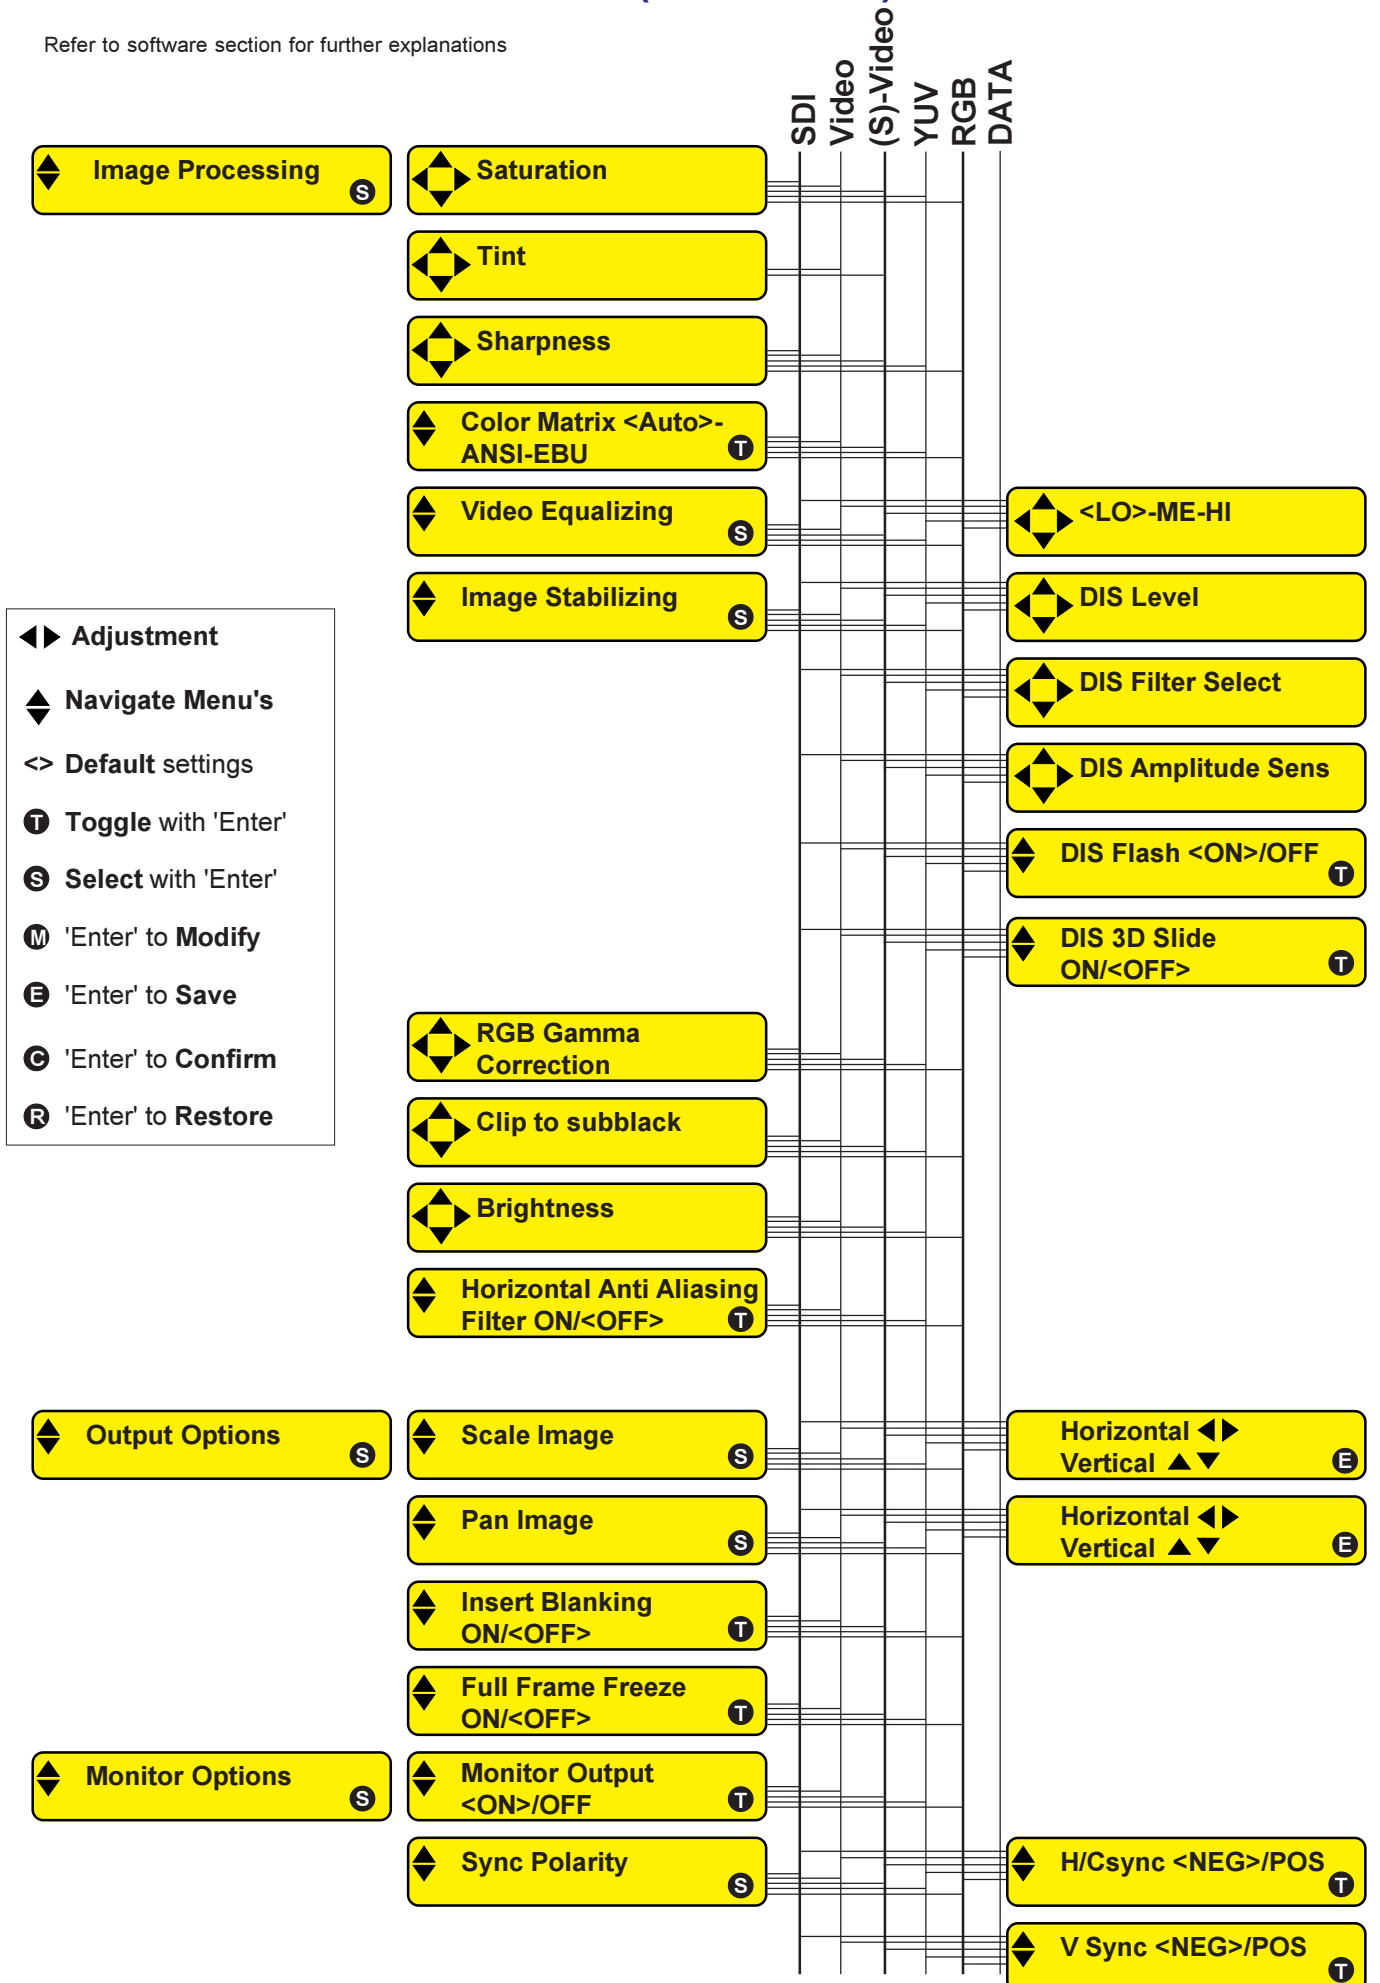 Refer to software section for further explanations
SDI
Video
(S)-Video
YUV
RGB
DATA
Image Processing
S
Saturation
Tint
Sharpness
Color Matrix <Auto>-
ANSI-EBU
T
Video Equalizing
S
<LO>-ME-HI
Image Stabilizing
S
DIS Level
DIS Filter Select
DIS Amplitude Sens
DIS Flash <ON>/OFF
T
DIS 3D Slide
ON/<OFF>
T
Adjustment
Navigate Menu's
<> Default settings
T Toggle with 'Enter'
S Select with 'Enter'
M 'Enter' to Modify
E 'Enter' to Save
C 'Enter' to Confirm
R 'Enter' to Restore
RGB Gamma
Correction
Clip to subblack
Brightness
Horizontal Anti Aliasing
Filter ON/<OFF>
T
Output Options
S
Scale Image
S
Horizontal
Vertical
E
Pan Image
S
Horizontal
Vertical
E
Insert Blanking
ON/<OFF>
T
Full Frame Freeze
ON/<OFF>
T
Monitor Options
S
Monitor Output
<ON>/OFF
T
Sync Polarity
S
H/Csync <NEG>/POS
T
V Sync <NEG>/POS
T